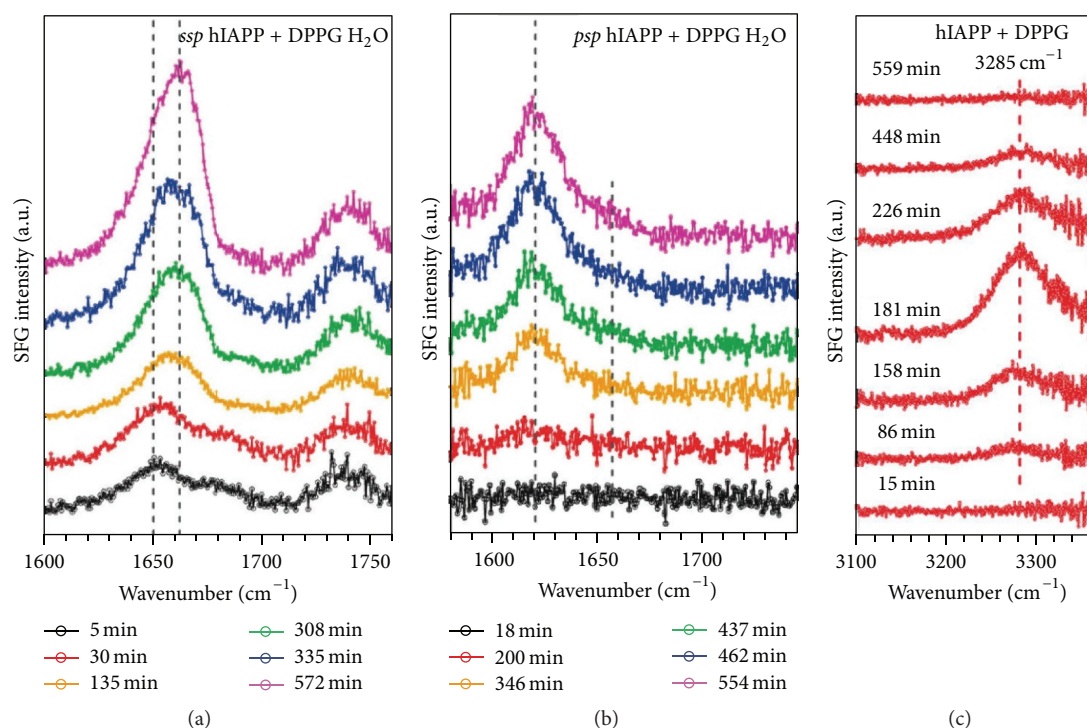 ssp hIAPP + DPPG H₂O
SFG intensity (a.u.)
1600 1650 1700 1750
Wavenumber (cm⁻¹)
5 min 308 min
30 min 335 min
135 min 572 min
(a)
psp hIAPP + DPPG H₂O
SFG intensity (a.u.)
1600 1650 1700
Wavenumber (cm⁻¹)
18 min 437 min
200 min 462 min
346 min 554 min
(b)
hIAPP + DPPG
3285 cm⁻¹
559 min
448 min
226 min
181 min
158 min
86 min
15 min
SFG intensity (a.u.)
3100 3200 3300
Wavenumber (cm⁻¹)
(c)